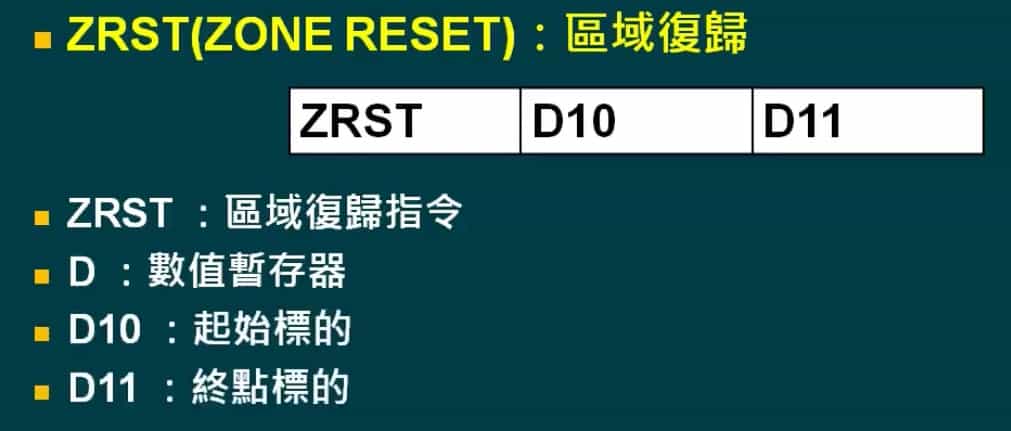 ZRST(ZONE RESET)：區域復歸
ZRST D10 D11
ZRST ：區域復歸指令
D ：數值暫存器
D10 ：起始標的
D11 ：終點標的